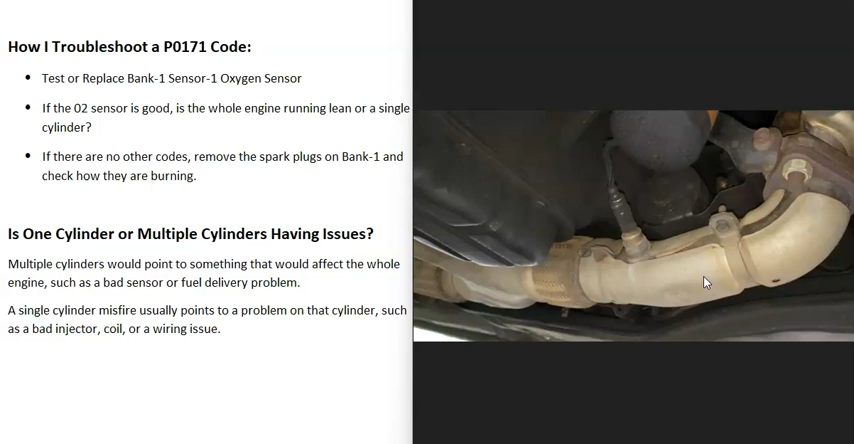 How I Troubleshoot a P0171 Code:
Test or Replace Bank-1 Sensor-1 Oxygen Sensor
If the 02 sensor is good, is the whole engine running lean or a single
cylinder?
If there are no other codes, remove the spark plugs on Bank-1 and
check how they are burning.
Is One Cylinder or Multiple Cylinders Having Issues?
Multiple cylinders would point to something that would affect the whole
engine, such as a bad sensor or fuel delivery problem.
A single cylinder misfire usually points to a problem on that cylinder, such
as a bad injector, coil, or a wiring issue.